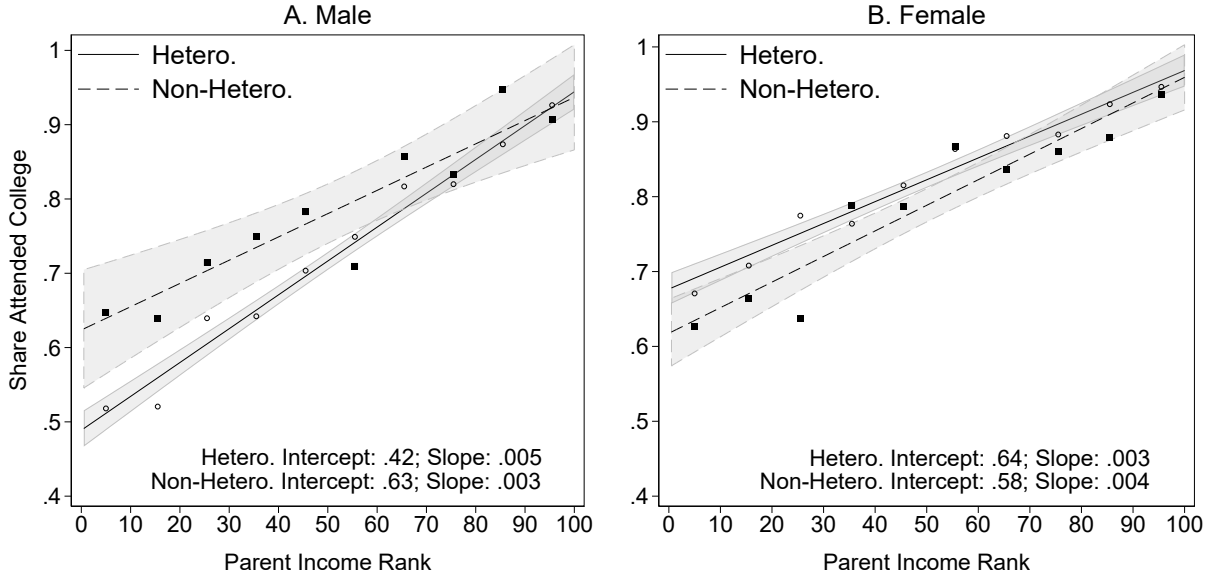 A. Male
Hetero.
Non-Hetero.
Share Attended College
1
.9
.8
.7
.6
.5
.4
Hetero. Intercept: .42; Slope: .005
Non-Hetero. Intercept: .63; Slope: .003
0 10 20 30 40 50 60 70 80 90 100
Parent Income Rank
B. Female
Hetero.
Non-Hetero.
1
.9
.8
.7
.6
.5
.4
Hetero. Intercept: .64; Slope: .003
Non-Hetero. Intercept: .58; Slope: .004
0 10 20 30 40 50 60 70 80 90 100
Parent Income Rank